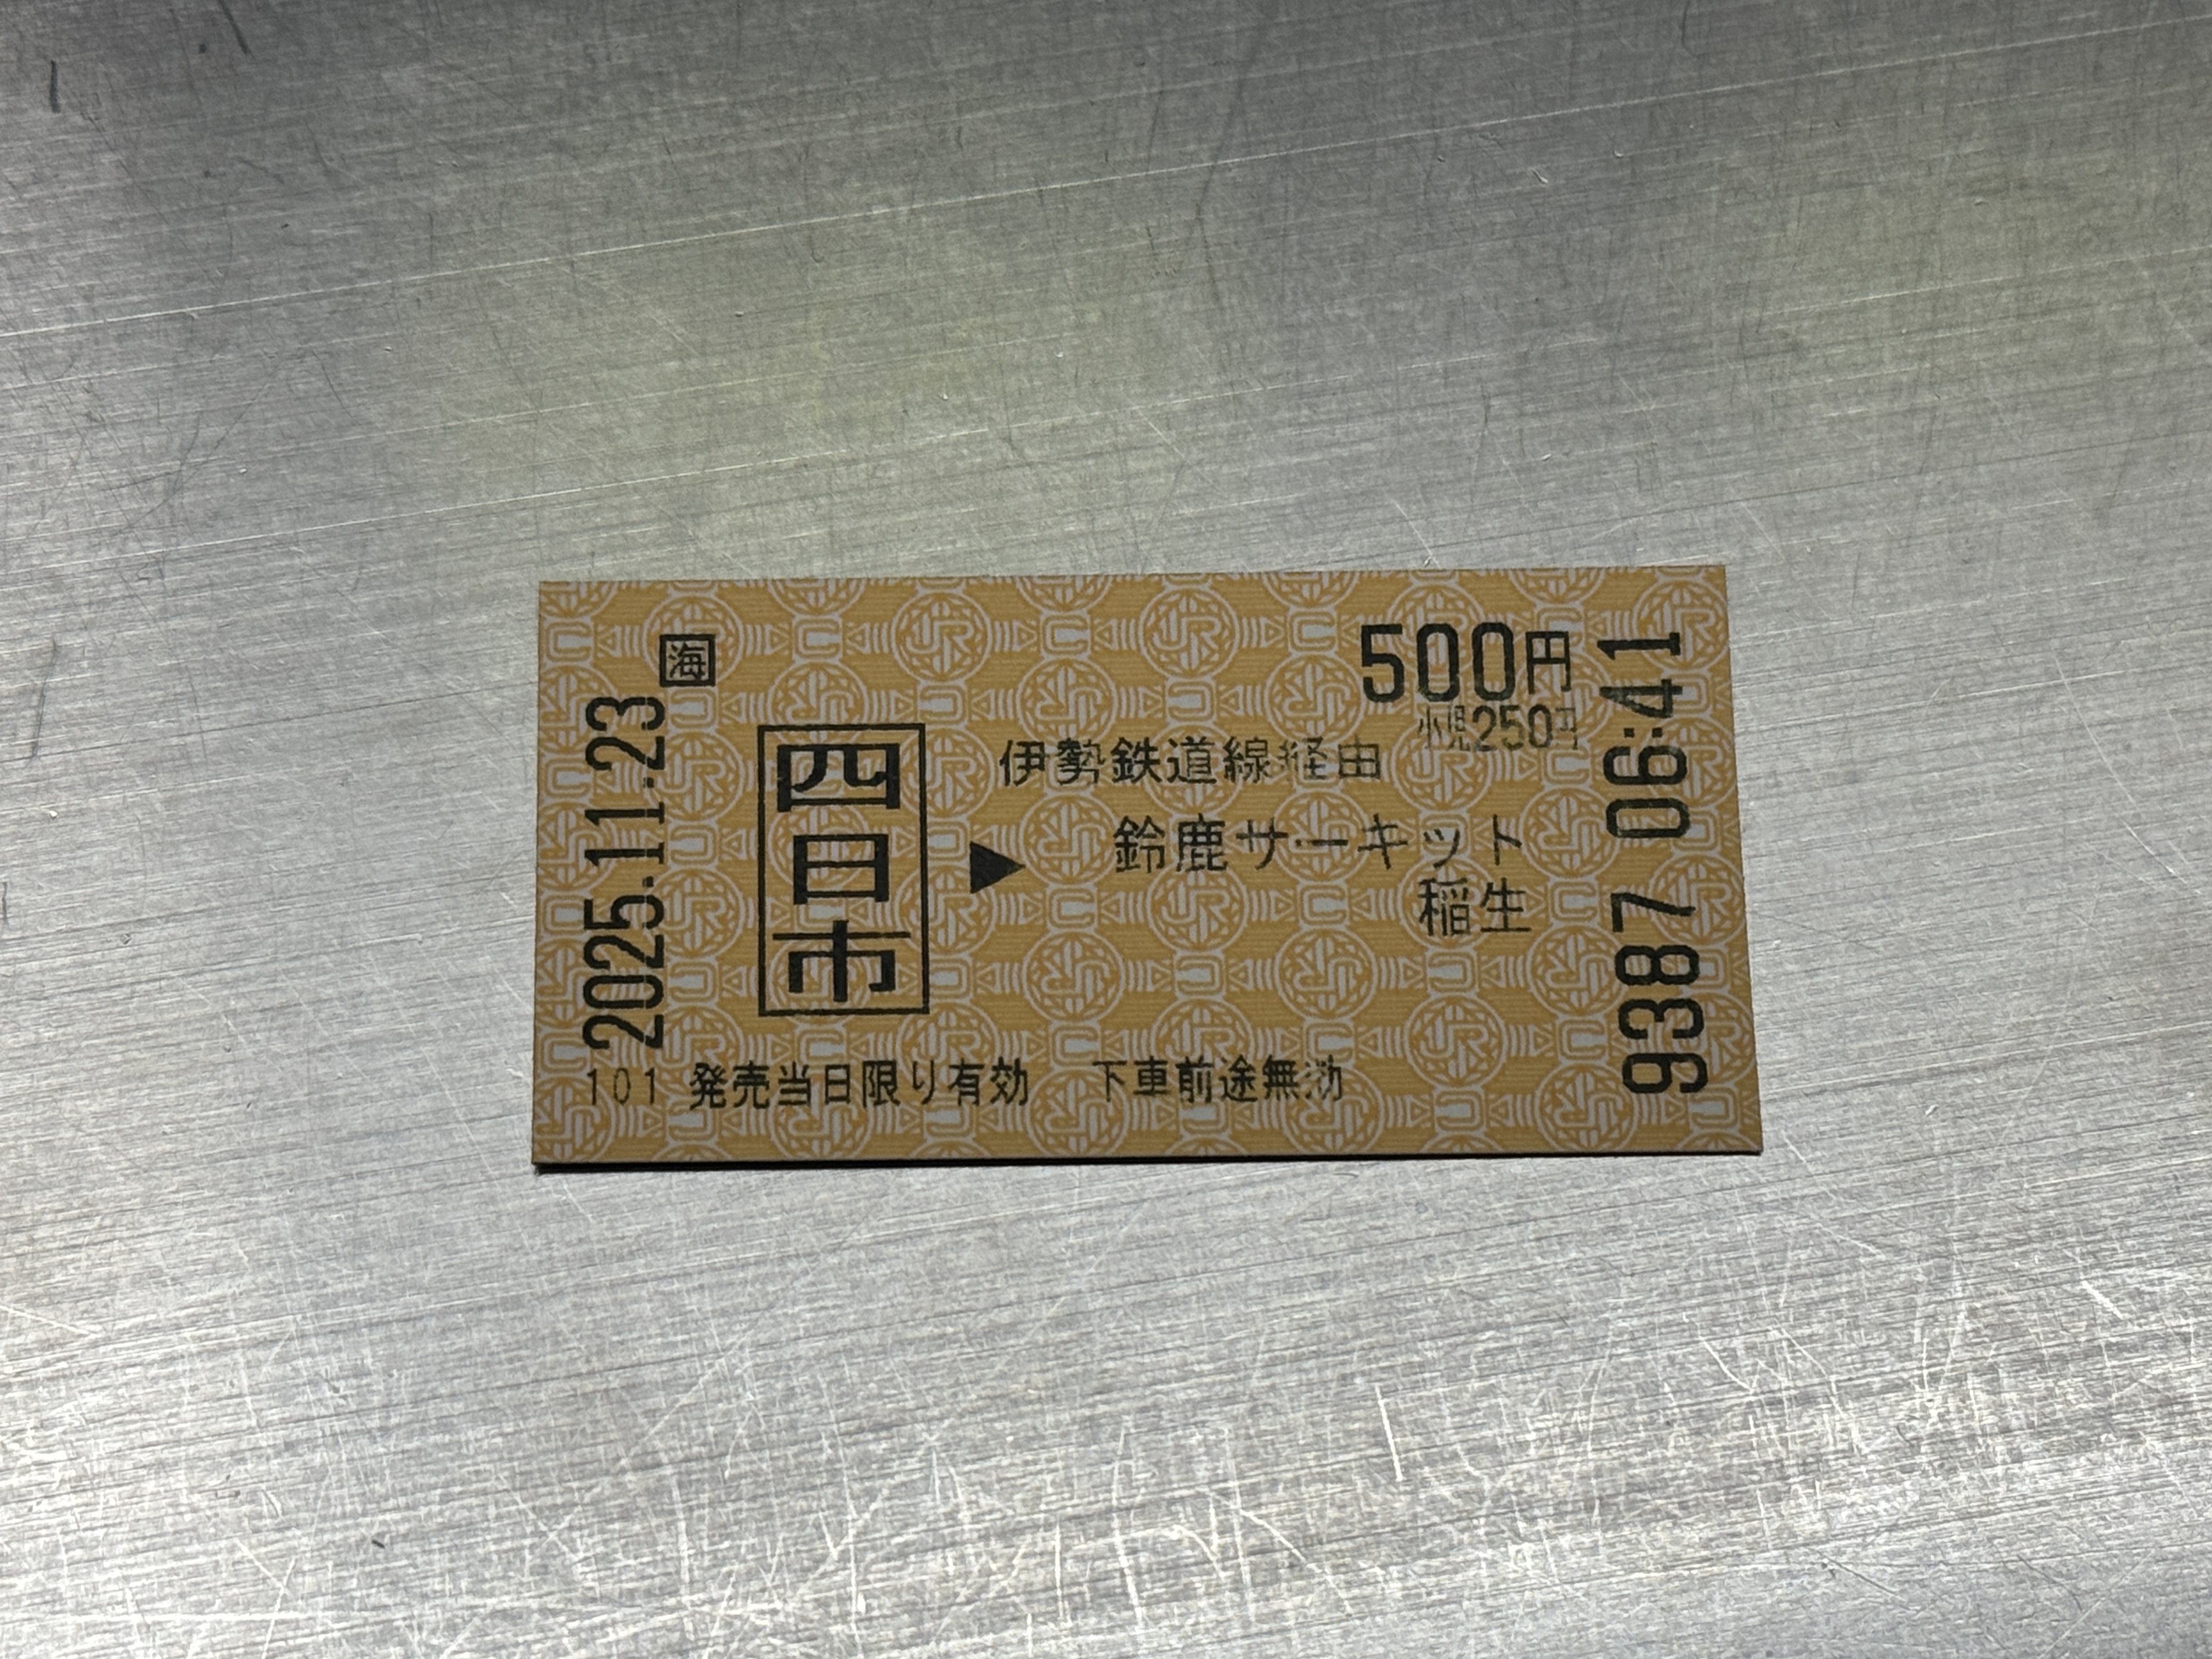 2025.11.23
海
四日市
▶
500円
小児250円
伊勢鉄道線経由
鈴鹿サーキット
稲生
101 発売当日限り有効 下車前途無効
9387 06:41